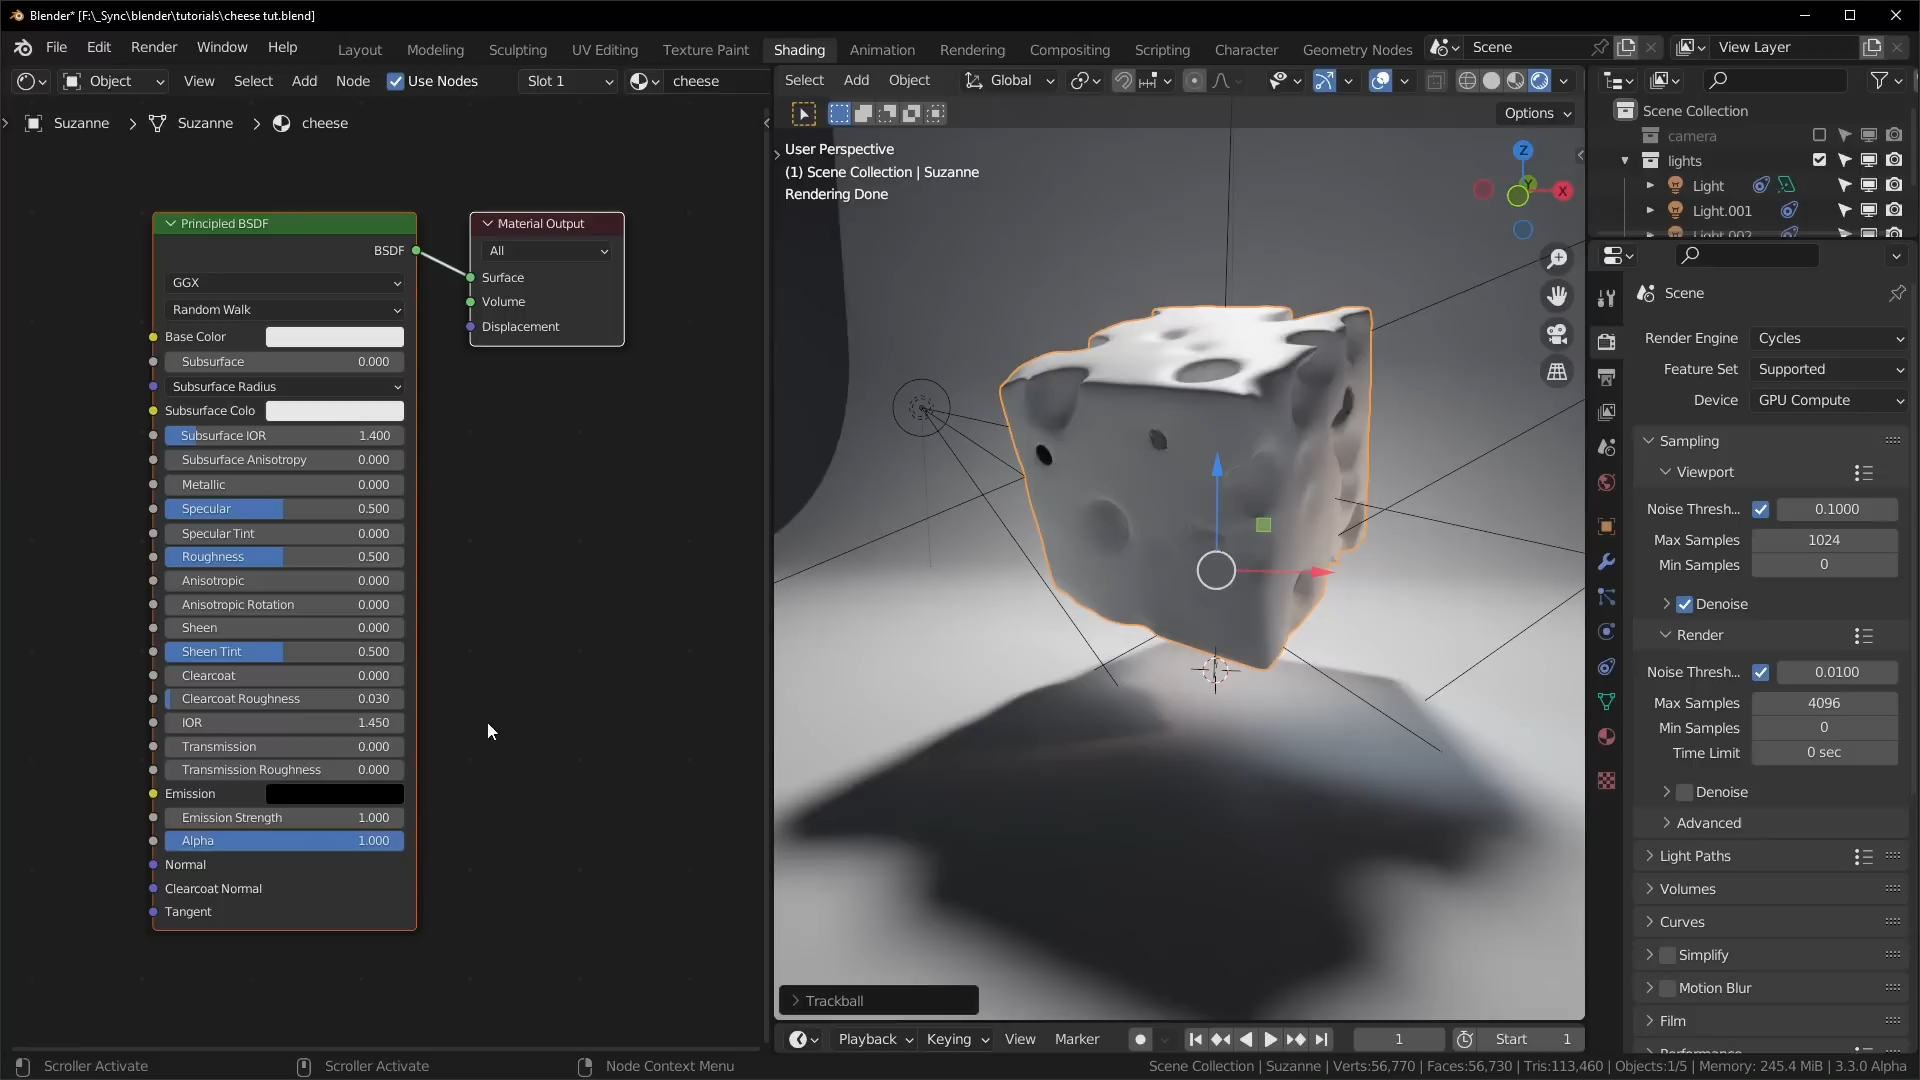 Blender* [F:\_Sync\blender\tutorials\cheese tut.blend]
File Edit Render Window Help Layout Modeling Sculpting UV Editing Texture Paint Shading Animation Rendering Compositing Scripting Character Geometry Nodes Scene View Layer
Object View Select Add Node Use Nodes Slot 1 cheese
Select Add Object Global
Options
Suzanne > Suzanne > cheese
Principled BSDF
BSDF
GGX
Random Walk
Base Color
Subsurface 0.000
Subsurface Radius
Subsurface Colo
Subsurface IOR 1.400
Subsurface Anisotropy 0.000
Metallic 0.000
Specular 0.500
Specular Tint 0.000
Roughness 0.500
Anisotropic 0.000
Anisotropic Rotation 0.000
Sheen 0.000
Sheen Tint 0.500
Clearcoat 0.000
Clearcoat Roughness 0.030
IOR 1.450
Transmission 0.000
Transmission Roughness 0.000
Emission
Emission Strength 1.000
Alpha 1.000
Normal
Clearcoat Normal
Tangent
Material Output
All
Surface
Volume
Displacement
User Perspective
(1) Scene Collection | Suzanne
Rendering Done
Z
Y
X
Trackball
Playback Keying View Marker 1 Start 1
Scene Collection
camera
lights
Light
Light.001
Light.002
Scene
Render Engine Cycles
Feature Set Supported
Device GPU Compute
Sampling
Viewport
Noise Thresh... 0.1000
Max Samples 1024
Min Samples 0
Denoise
Render
Noise Thresh... 0.0100
Max Samples 4096
Min Samples 0
Time Limit 0 sec
Denoise
Advanced
Light Paths
Volumes
Curves
Simplify
Motion Blur
Film
Performance
Scroller Activate Scroller Activate Node Context Menu
Scene Collection | Suzanne | Verts:56,770 | Faces:56,730 | Tris:113,460 | Objects:1/5 | Memory: 245.4 MiB | 3.3.0 Alpha